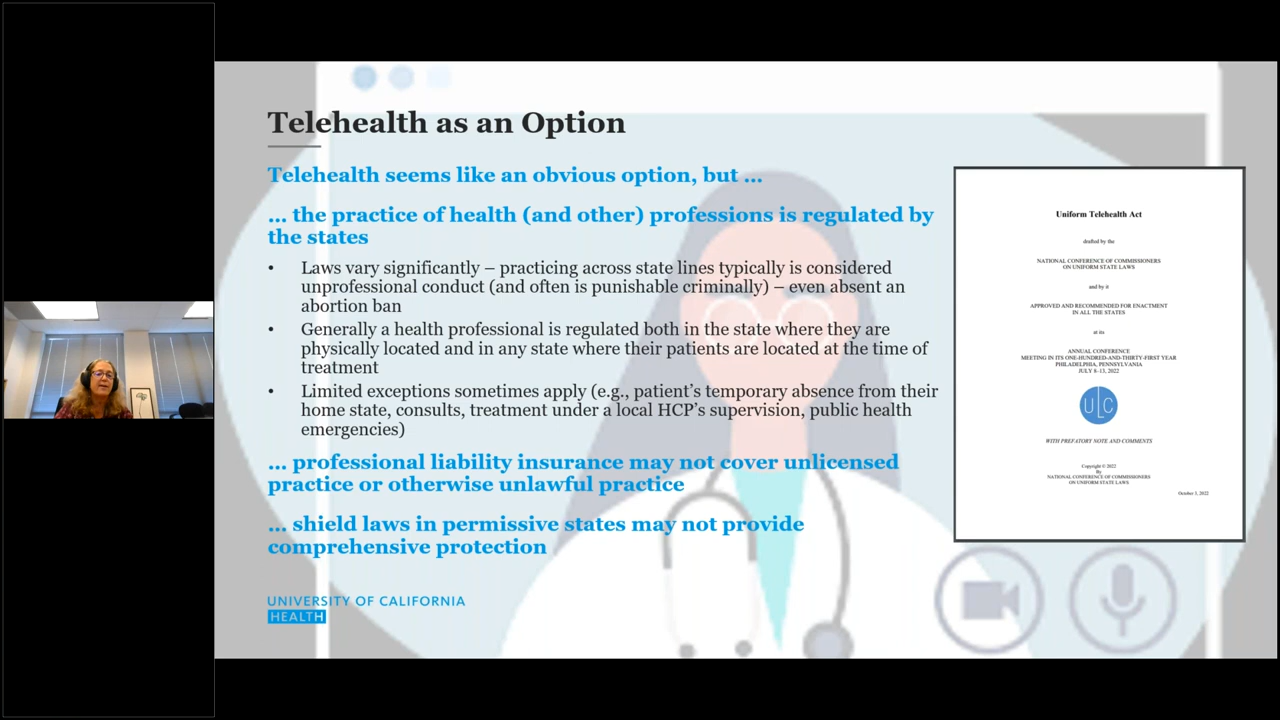 Telehealth as an Option
Telehealth seems like an obvious option, but ...
... the practice of health (and other) professions is regulated by
the states
• Laws vary significantly – practicing across state lines typically is considered
unprofessional conduct (and often is punishable criminally) – even absent an
abortion ban
• Generally a health professional is regulated both in the state where they are
physically located and in any state where their patients are located at the time of
treatment
• Limited exceptions sometimes apply (e.g., patient's temporary absence from their
home state, consults, treatment under a local HCP's supervision, public health
emergencies)
... professional liability insurance may not cover unlicensed
practice or otherwise unlawful practice
... shield laws in permissive states may not provide
comprehensive protection
UNIVERSITY OF CALIFORNIA
HEALTH
Uniform Telehealth Act
drafted by the
NATIONAL CONFERENCE OF COMMISSIONERS
ON UNIFORM STATE LAWS
and by it
APPROVED AND RECOMMENDED FOR ENACTMENT
IN ALL THE STATES
at its
ANNUAL CONFERENCE
MEETING IN ITS ONE-HUNDRED-AND-THIRTY-FIRST YEAR
PHILADELPHIA, PENNSYLVANIA
JULY 8-13, 2022
ULC
WITH PREFATORY NOTE AND COMMENTS
Copyright © 2022
By
NATIONAL CONFERENCE OF COMMISSIONERS
ON UNIFORM STATE LAWS
October 3, 2022